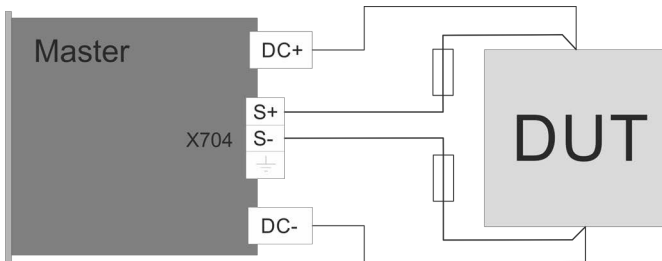 Master
DC+
S+
X704
S-
DC-
DUT